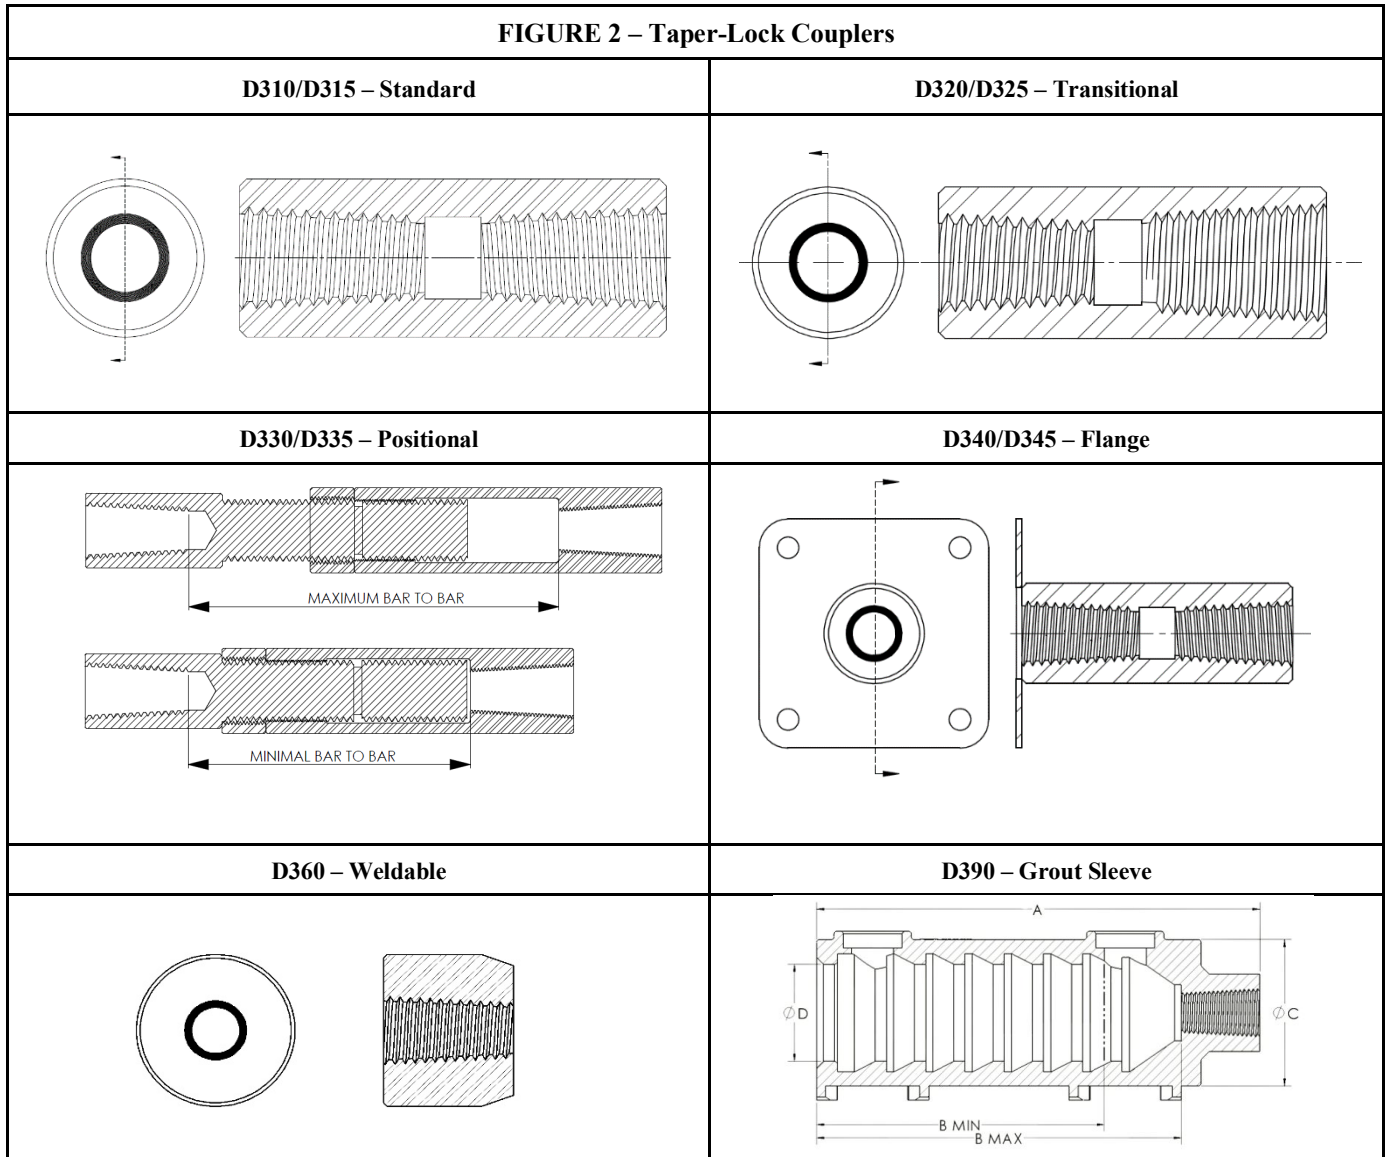 FIGURE 2 – Taper-Lock Couplers
D310/D315 – Standard
D320/D325 – Transitional
D330/D335 – Positional
D340/D345 – Flange
MAXIMUM BAR TO BAR
MINIMAL BAR TO BAR
D360 – Weldable
D390 – Grout Sleeve
A
∅D
∅C
B MIN
B MAX